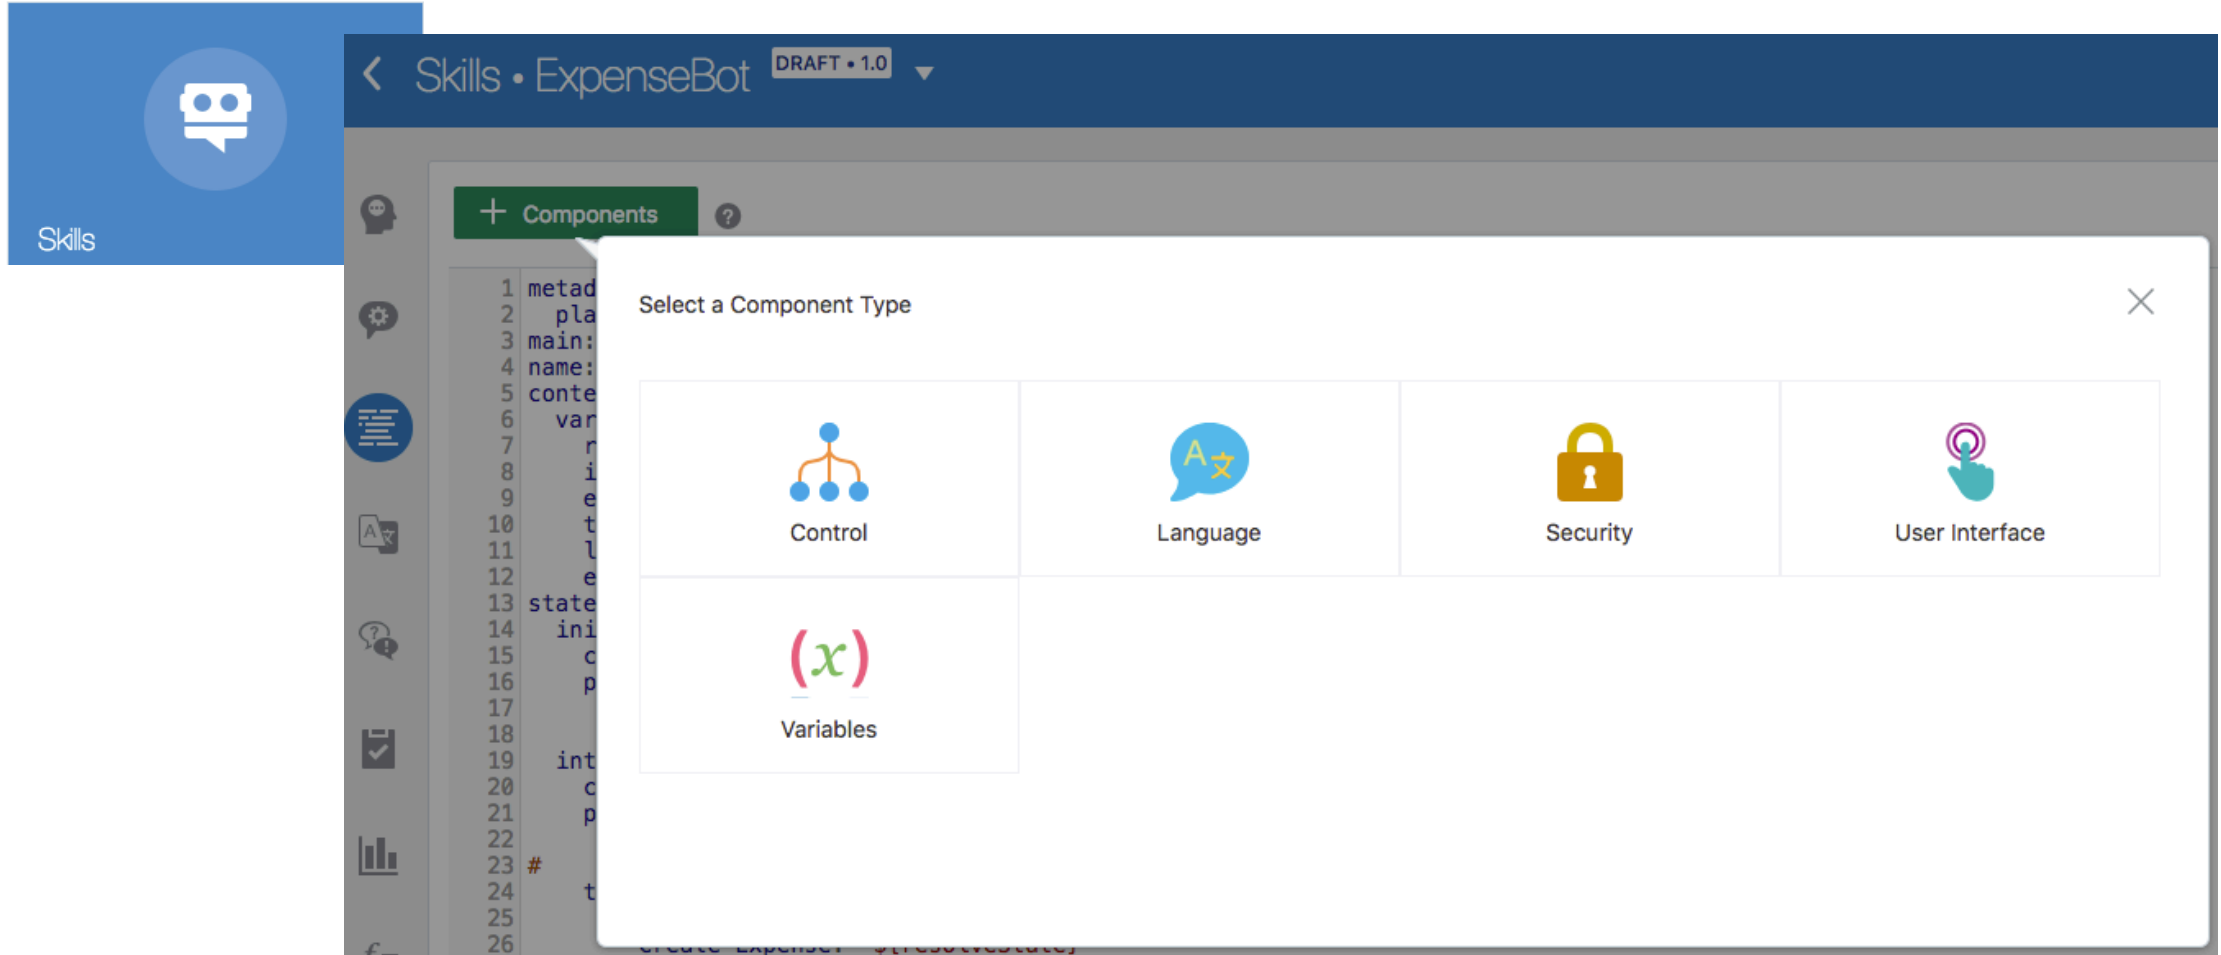 Skills
Skills • ExpenseBot DRAFT • 1.0
+ Components ?
Select a Component Type
Control
Language
Security
User Interface
(x)
Variables
1 metad
2 pla
3 main:
4 name:
5 conte
6 var
7 r
8 i
9 e
10 t
11 l
12 e
13 state
14 ini
15 c
16 p
17
18
19 int
20 c
21 p
22
23 #
24 t
25
26